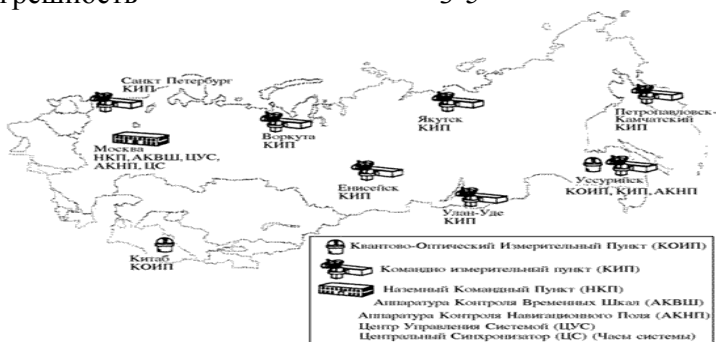 3-5
Санкт Петербург
КИП
Москва
НКП, АКВШ, ЦУС,
АКНП, ЦС
Воркута
КИП
Якутск
КИП
Петропавловск-
Камчатский
КИП
Енисейск
КИП
Улан-Уде
КИП
Уссурийск
КОИП, КИП, АКНП
Китаб
КОИП
Квантово-Оптический Измерительный Пункт (КОИП)
Командно измерительный пункт (КИП)
Наземный Командный Пункт (НКП)
Аппаратура Контроля Временных Шкал (АКВШ)
Аппаратура Контроля Навигационного Поля (АКНП)
Центр Управления Системой (ЦУС)
Центральный Синхронизатор (ЦС) (Часы системы)